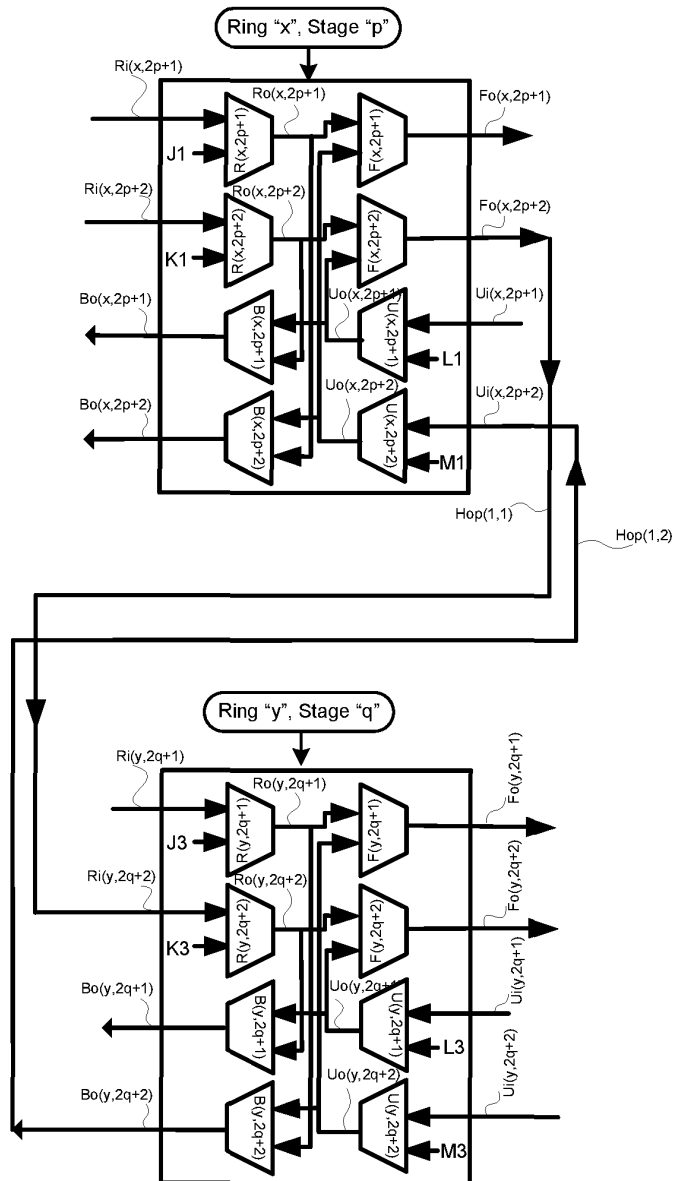 Ring “x”, Stage “p”
Ri(x,2p+1)
Ro(x,2p+1)
Fo(x,2p+1)
R(x,2p+1)
F(x,2p+1)
J1
Ri(x,2p+2)
Ro(x,2p+2)
Fo(x,2p+2)
R(x,2p+2)
F(x,2p+2)
K1
Bo(x,2p+1)
Uo(x,2p+1)
Ui(x,2p+1)
B(x,2p+1)
U(x,2p+1)
L1
Bo(x,2p+2)
Uo(x,2p+2)
Ui(x,2p+2)
B(x,2p+2)
U(x,2p+2)
M1
Hop(1,1)
Hop(1,2)
Ring “y”, Stage “q”
Ri(y,2q+1)
Ro(y,2q+1)
Fo(y,2q+1)
R(y,2q+1)
F(y,2q+1)
J3
Ri(y,2q+2)
Ro(y,2q+2)
Fo(y,2q+2)
R(y,2q+2)
F(y,2q+2)
K3
Bo(y,2q+1)
Uo(y,2q+1
Ui(y,2q+1)
B(y,2q+1)
U(y,2q+1)
L3
Bo(y,2q+2)
Uo(y,2q+2)
Ui(y,2q+2)
B(y,2q+2)
U(y,2q+2)
M3